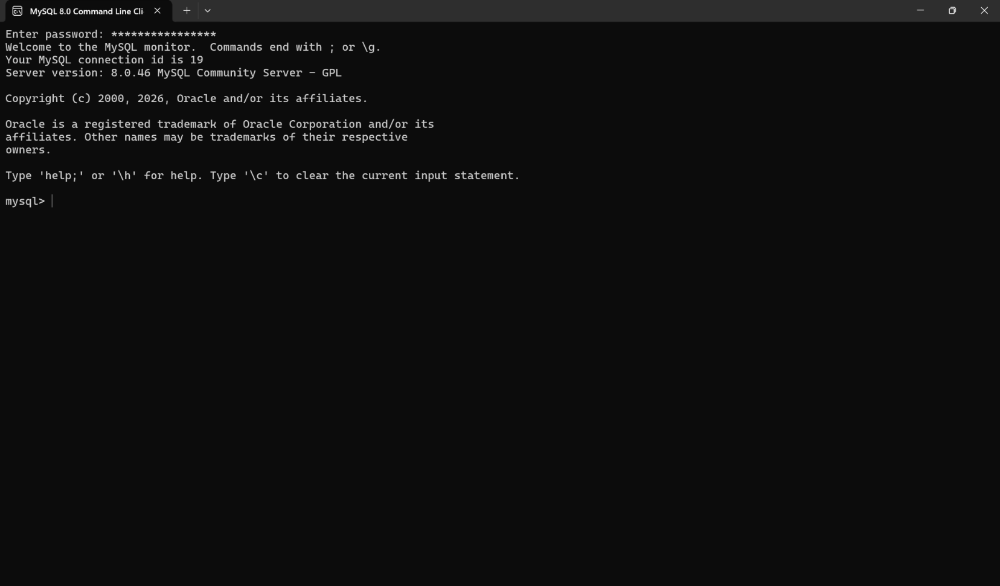 MySQL 8.0 Command Line Cli
Enter password: ****************
Welcome to the MySQL monitor.  Commands end with ; or \g.
Your MySQL connection id is 19
Server version: 8.0.46 MySQL Community Server - GPL
Copyright (c) 2000, 2026, Oracle and/or its affiliates.
Oracle is a registered trademark of Oracle Corporation and/or its
affiliates. Other names may be trademarks of their respective
owners.
Type 'help;' or '\h' for help. Type '\c' to clear the current input statement.
mysql>